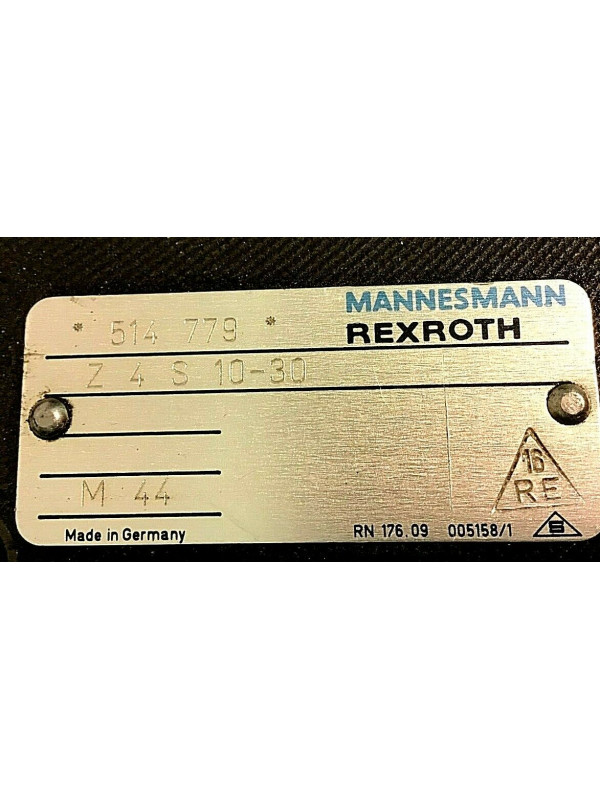 * 514 779 * MANNESMANN
REXROTH
Z 4 S 10-30
16
RE
M 44
Made in Germany RN 176.09 005158/1